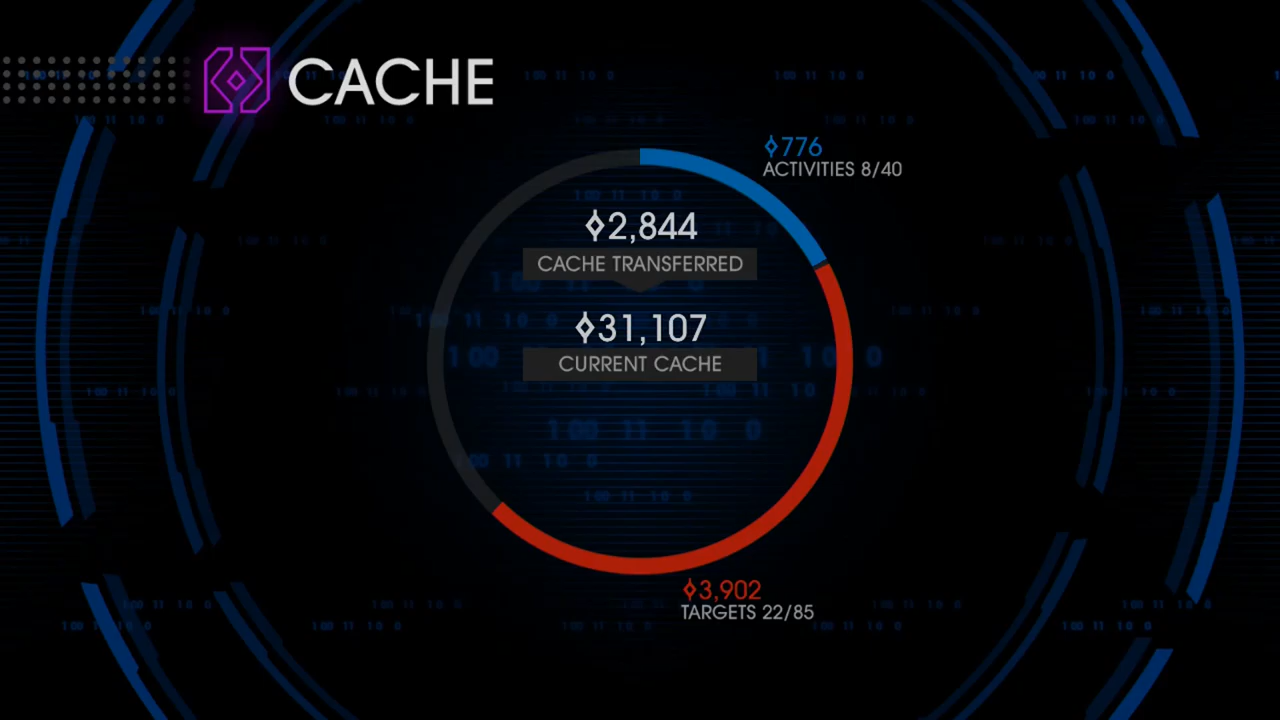 CACHE
776
ACTIVITIES 8/40
2,844
CACHE TRANSFERRED
31,107
CURRENT CACHE
3,902
TARGETS 22/85